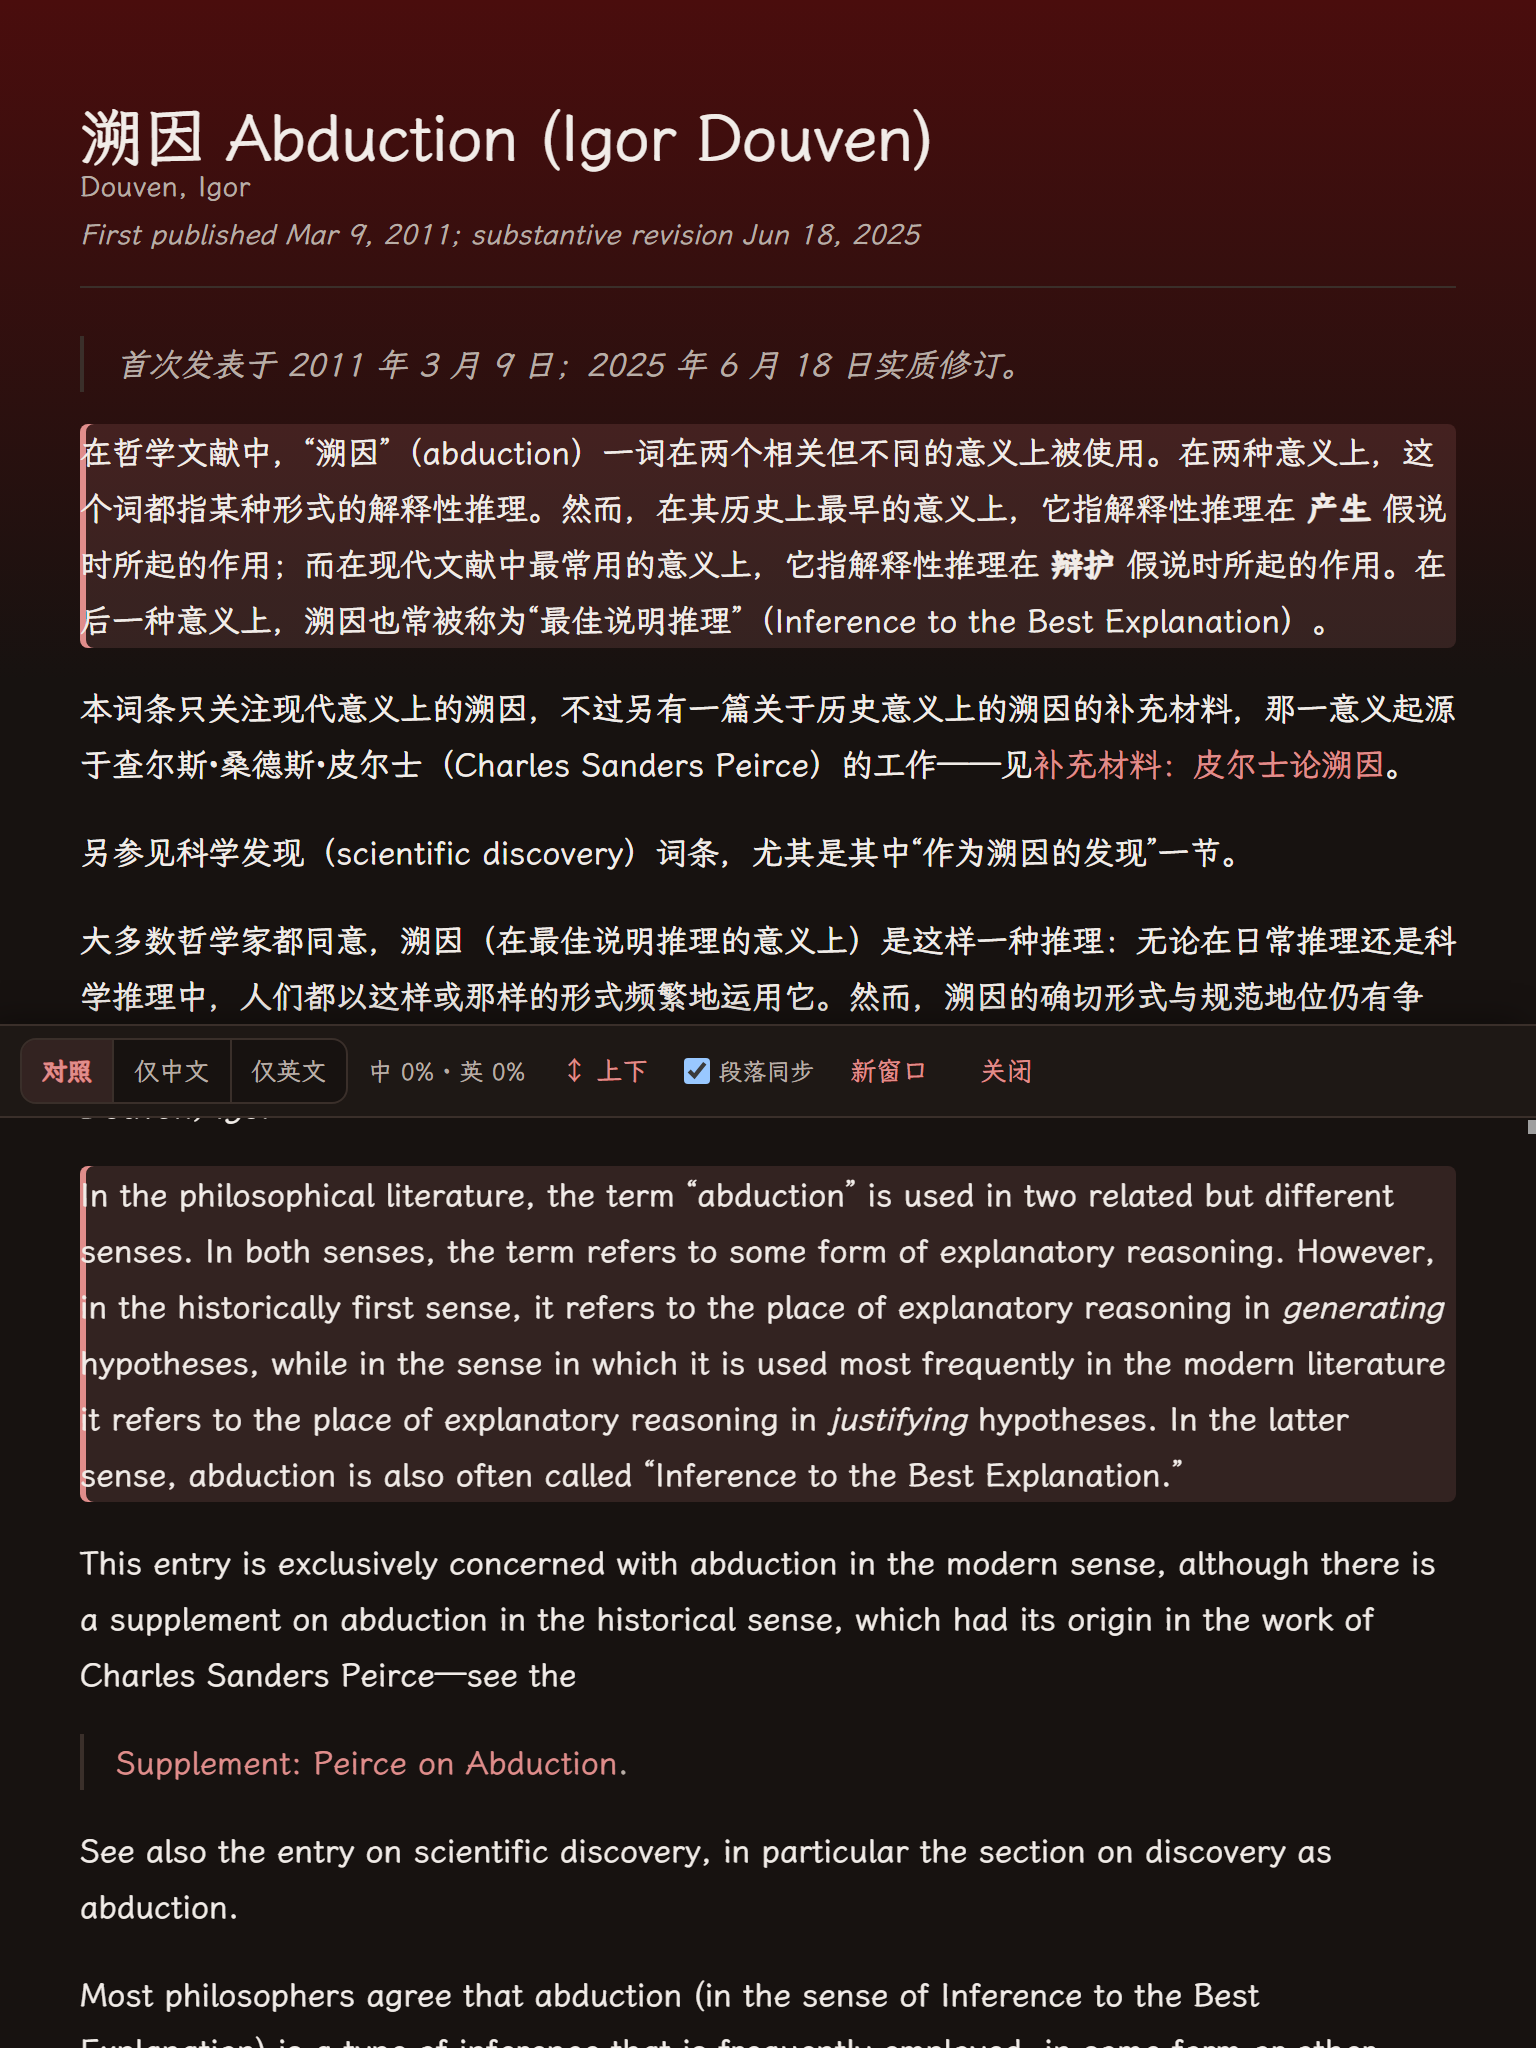 溯因 Abduction (Igor Douven)
Douven, Igor
First published Mar 9, 2011; substantive revision Jun 18, 2025
首次发表于 2011 年 3 月 9 日；2025 年 6 月 18 日实质修订。
在哲学文献中，“溯因”（abduction）一词在两个相关但不同的意义上被使用。在两种意义上，这
个词都指某种形式的解释性推理。然而，在其历史上最早的意义上，它指解释性推理在 产生 假说
时所起的作用；而在现代文献中最常用的意义上，它指解释性推理在 辩护 假说时所起的作用。在
后一种意义上，溯因也常被称为“最佳说明推理”（Inference to the Best Explanation）。
本词条只关注现代意义上的溯因，不过另有一篇关于历史意义上的溯因的补充材料，那一意义起源
于查尔斯·桑德斯·皮尔士（Charles Sanders Peirce）的工作——见补充材料：皮尔士论溯因。
另参见科学发现（scientific discovery）词条，尤其是其中“作为溯因的发现”一节。
大多数哲学家都同意，溯因（在最佳说明推理的意义上）是这样一种推理：无论在日常推理还是科
学推理中，人们都以这样或那样的形式频繁地运用它。然而，溯因的确切形式与规范地位仍有争
对照 仅中文 仅英文 中 0% · 英 0% ↕ 上下 段落同步 新窗口 关闭
Douven, Igor
In the philosophical literature, the term “abduction” is used in two related but different
senses. In both senses, the term refers to some form of explanatory reasoning. However,
in the historically first sense, it refers to the place of explanatory reasoning in generating
hypotheses, while in the sense in which it is used most frequently in the modern literature
it refers to the place of explanatory reasoning in justifying hypotheses. In the latter
sense, abduction is also often called “Inference to the Best Explanation.”
This entry is exclusively concerned with abduction in the modern sense, although there is
a supplement on abduction in the historical sense, which had its origin in the work of
Charles Sanders Peirce—see the
Supplement: Peirce on Abduction.
See also the entry on scientific discovery, in particular the section on discovery as
abduction.
Most philosophers agree that abduction (in the sense of Inference to the Best
Explanation) is a type of inference that is frequently employed, in some form or other,